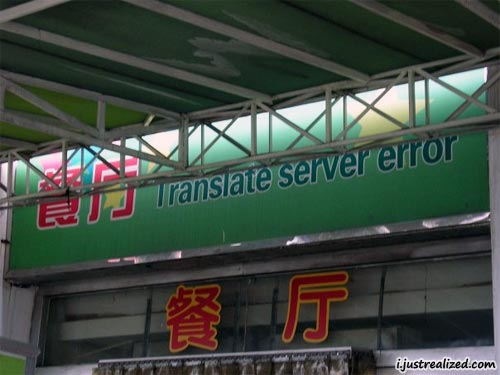 餐厅 Translate server error
餐厅
ijustrealized.com